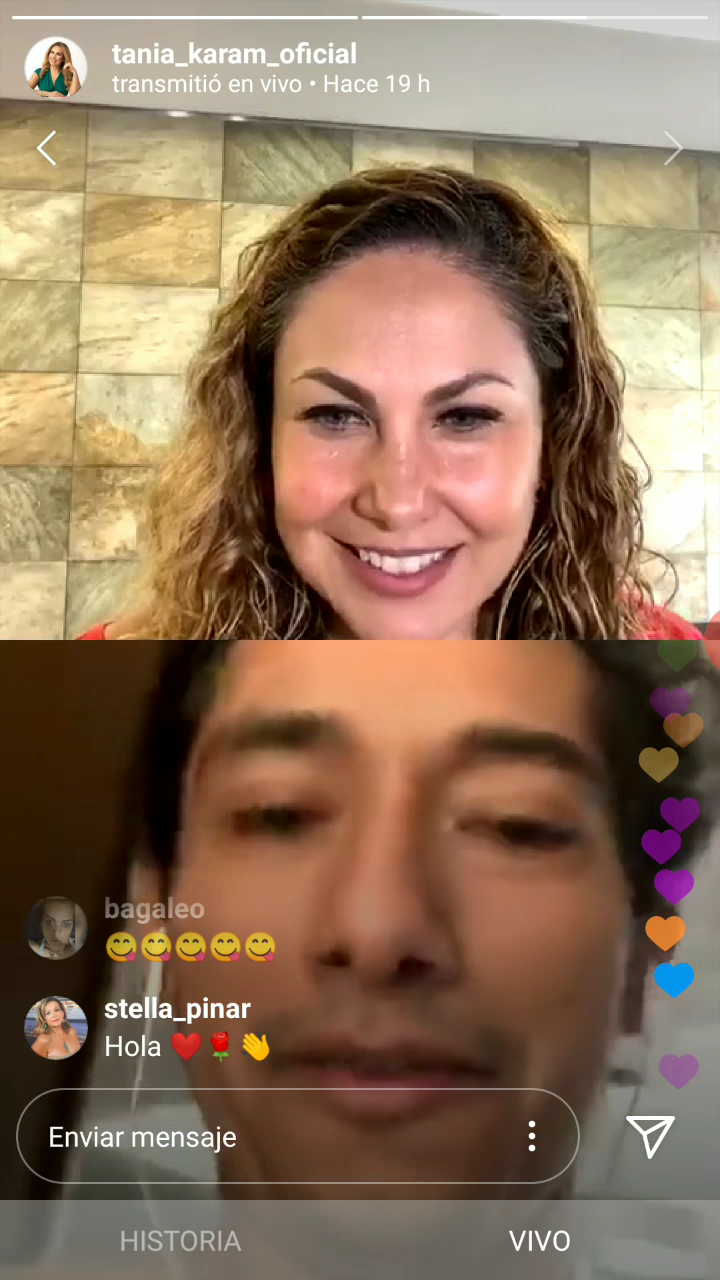 tania_karam_oficial
transmitió en vivo • Hace 19 h
bagaleo
😋😋😋😋😋
stella_pinar
Hola ❤️🌹👋
Enviar mensaje
HISTORIA
VIVO